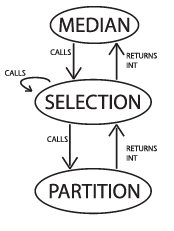 MEDIAN
CALLS
RETURNS
INT
CALLS
SELECTION
CALLS
RETURNS
INT
PARTITION